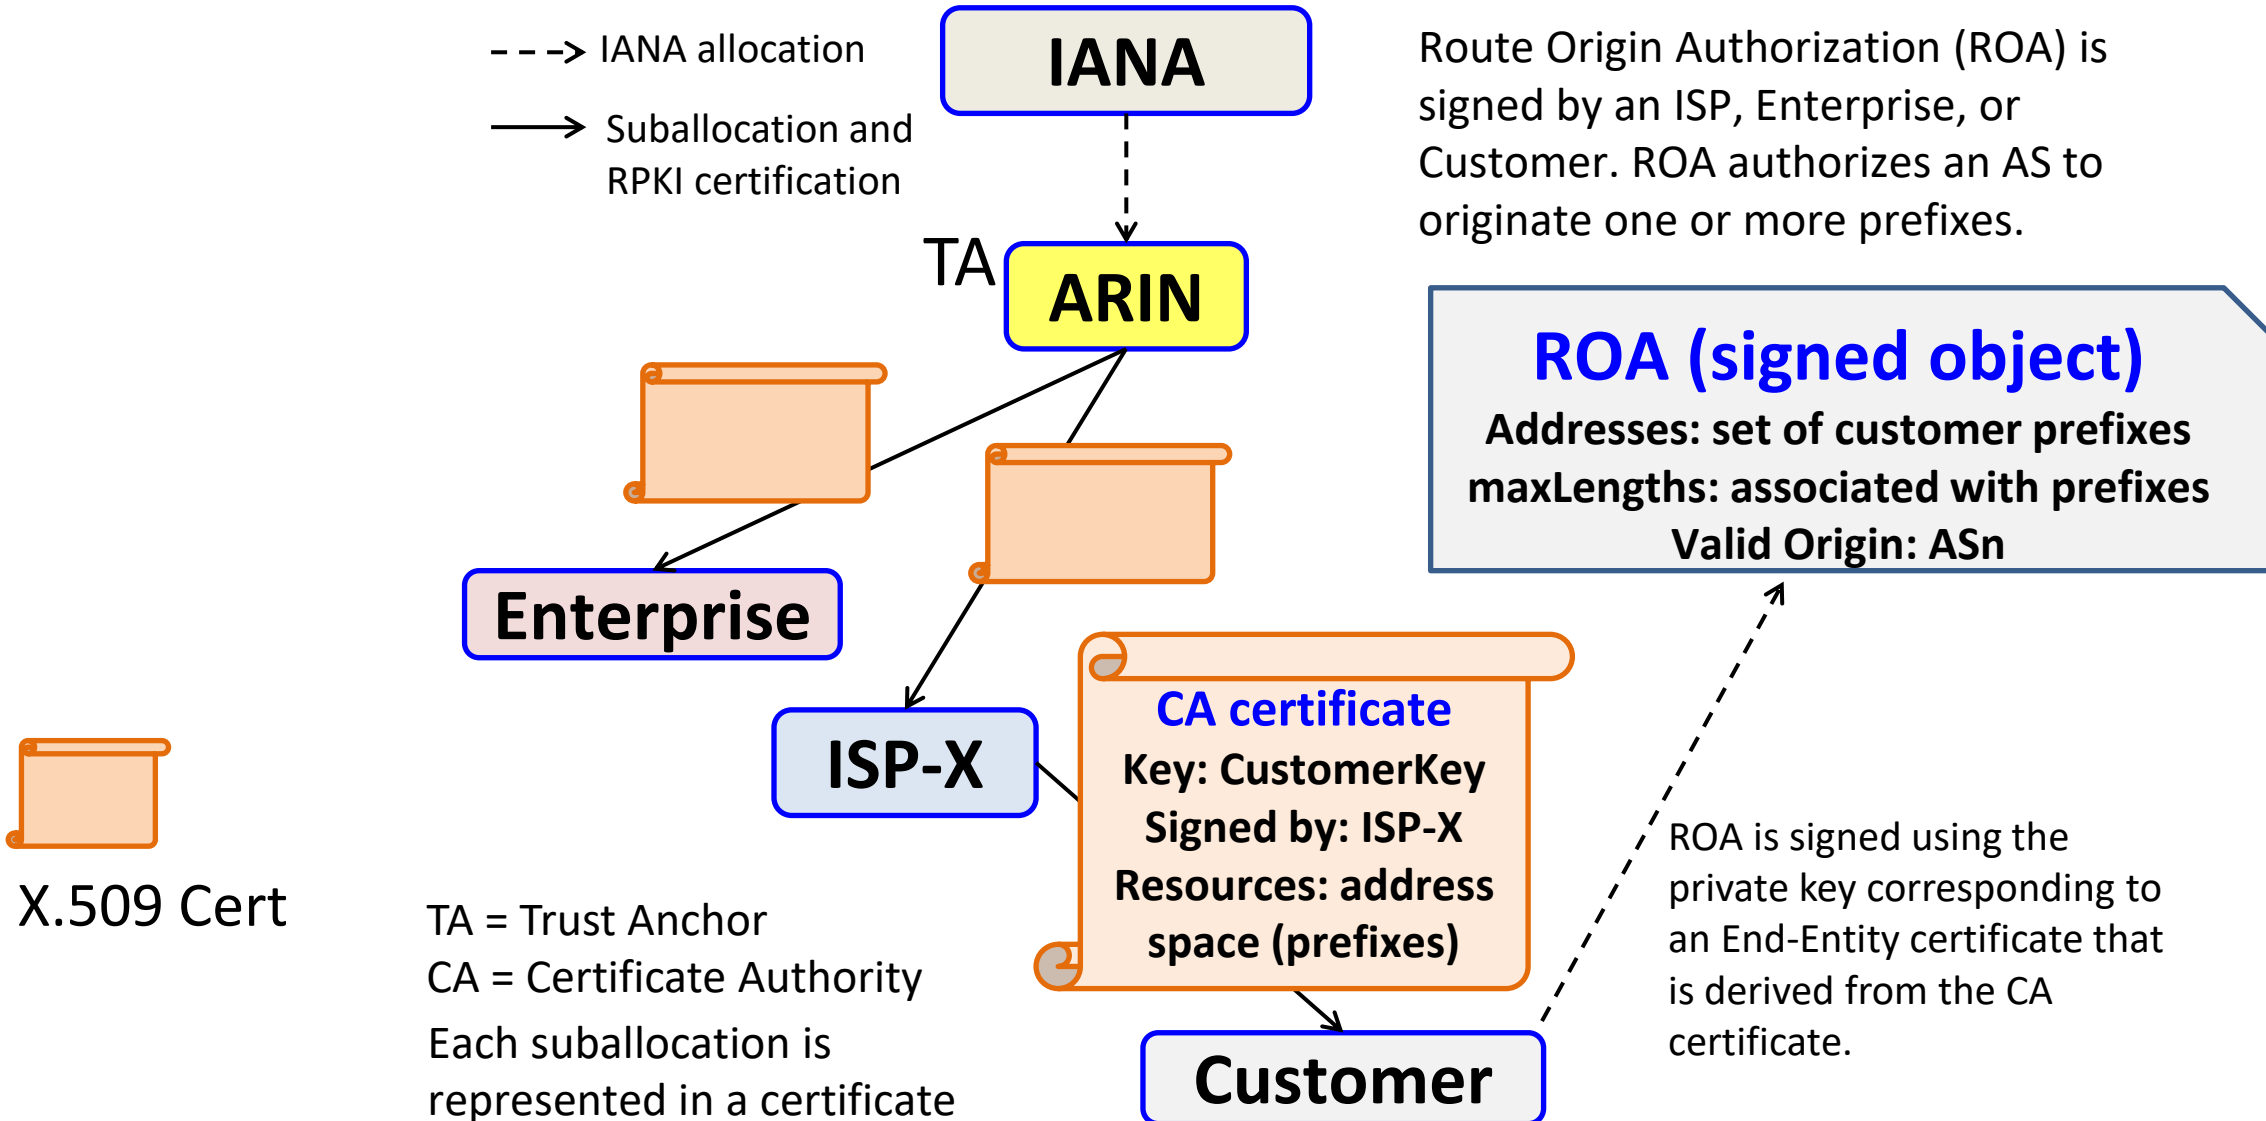 IANA allocation
Suballocation and
RPKI certification
IANA
TA
ARIN
Enterprise
ISP-X
CA certificate
Key: CustomerKey
Signed by: ISP-X
Resources: address
space (prefixes)
Customer
X.509 Cert
TA = Trust Anchor
CA = Certificate Authority
Each suballocation is
represented in a certificate
Route Origin Authorization (ROA) is
signed by an ISP, Enterprise, or
Customer. ROA authorizes an AS to
originate one or more prefixes.
ROA (signed object)
Addresses: set of customer prefixes
maxLengths: associated with prefixes
Valid Origin: ASn
ROA is signed using the
private key corresponding to
an End-Entity certificate that
is derived from the CA
certificate.